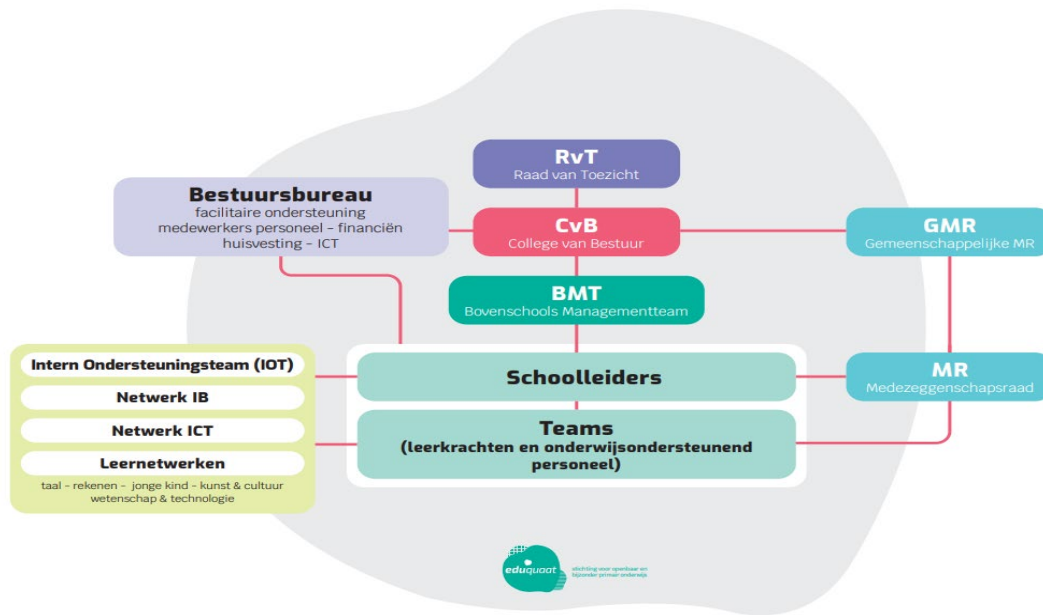 RvT
Raad van Toezicht
Bestuursbureau
facilitaire ondersteuning
medewerkers personeel - financiën
huisvesting - ICT
CvB
College van Bestuur
GMR
Gemeenschappelijke MR
BMT
Bovenschools Managementteam
Intern Ondersteuningsteam (IOT)
Netwerk IB
Netwerk ICT
Leernetwerken
taal - rekenen - jonge kind - kunst & cultuur
wetenschap & technologie
Schoolleiders
MR
Medezeggenschapsraad
Teams
(leerkrachten en onderwijsondersteunend
personeel)
eduquaat
stichting voor openbaar en
bijzonder primair onderwijs